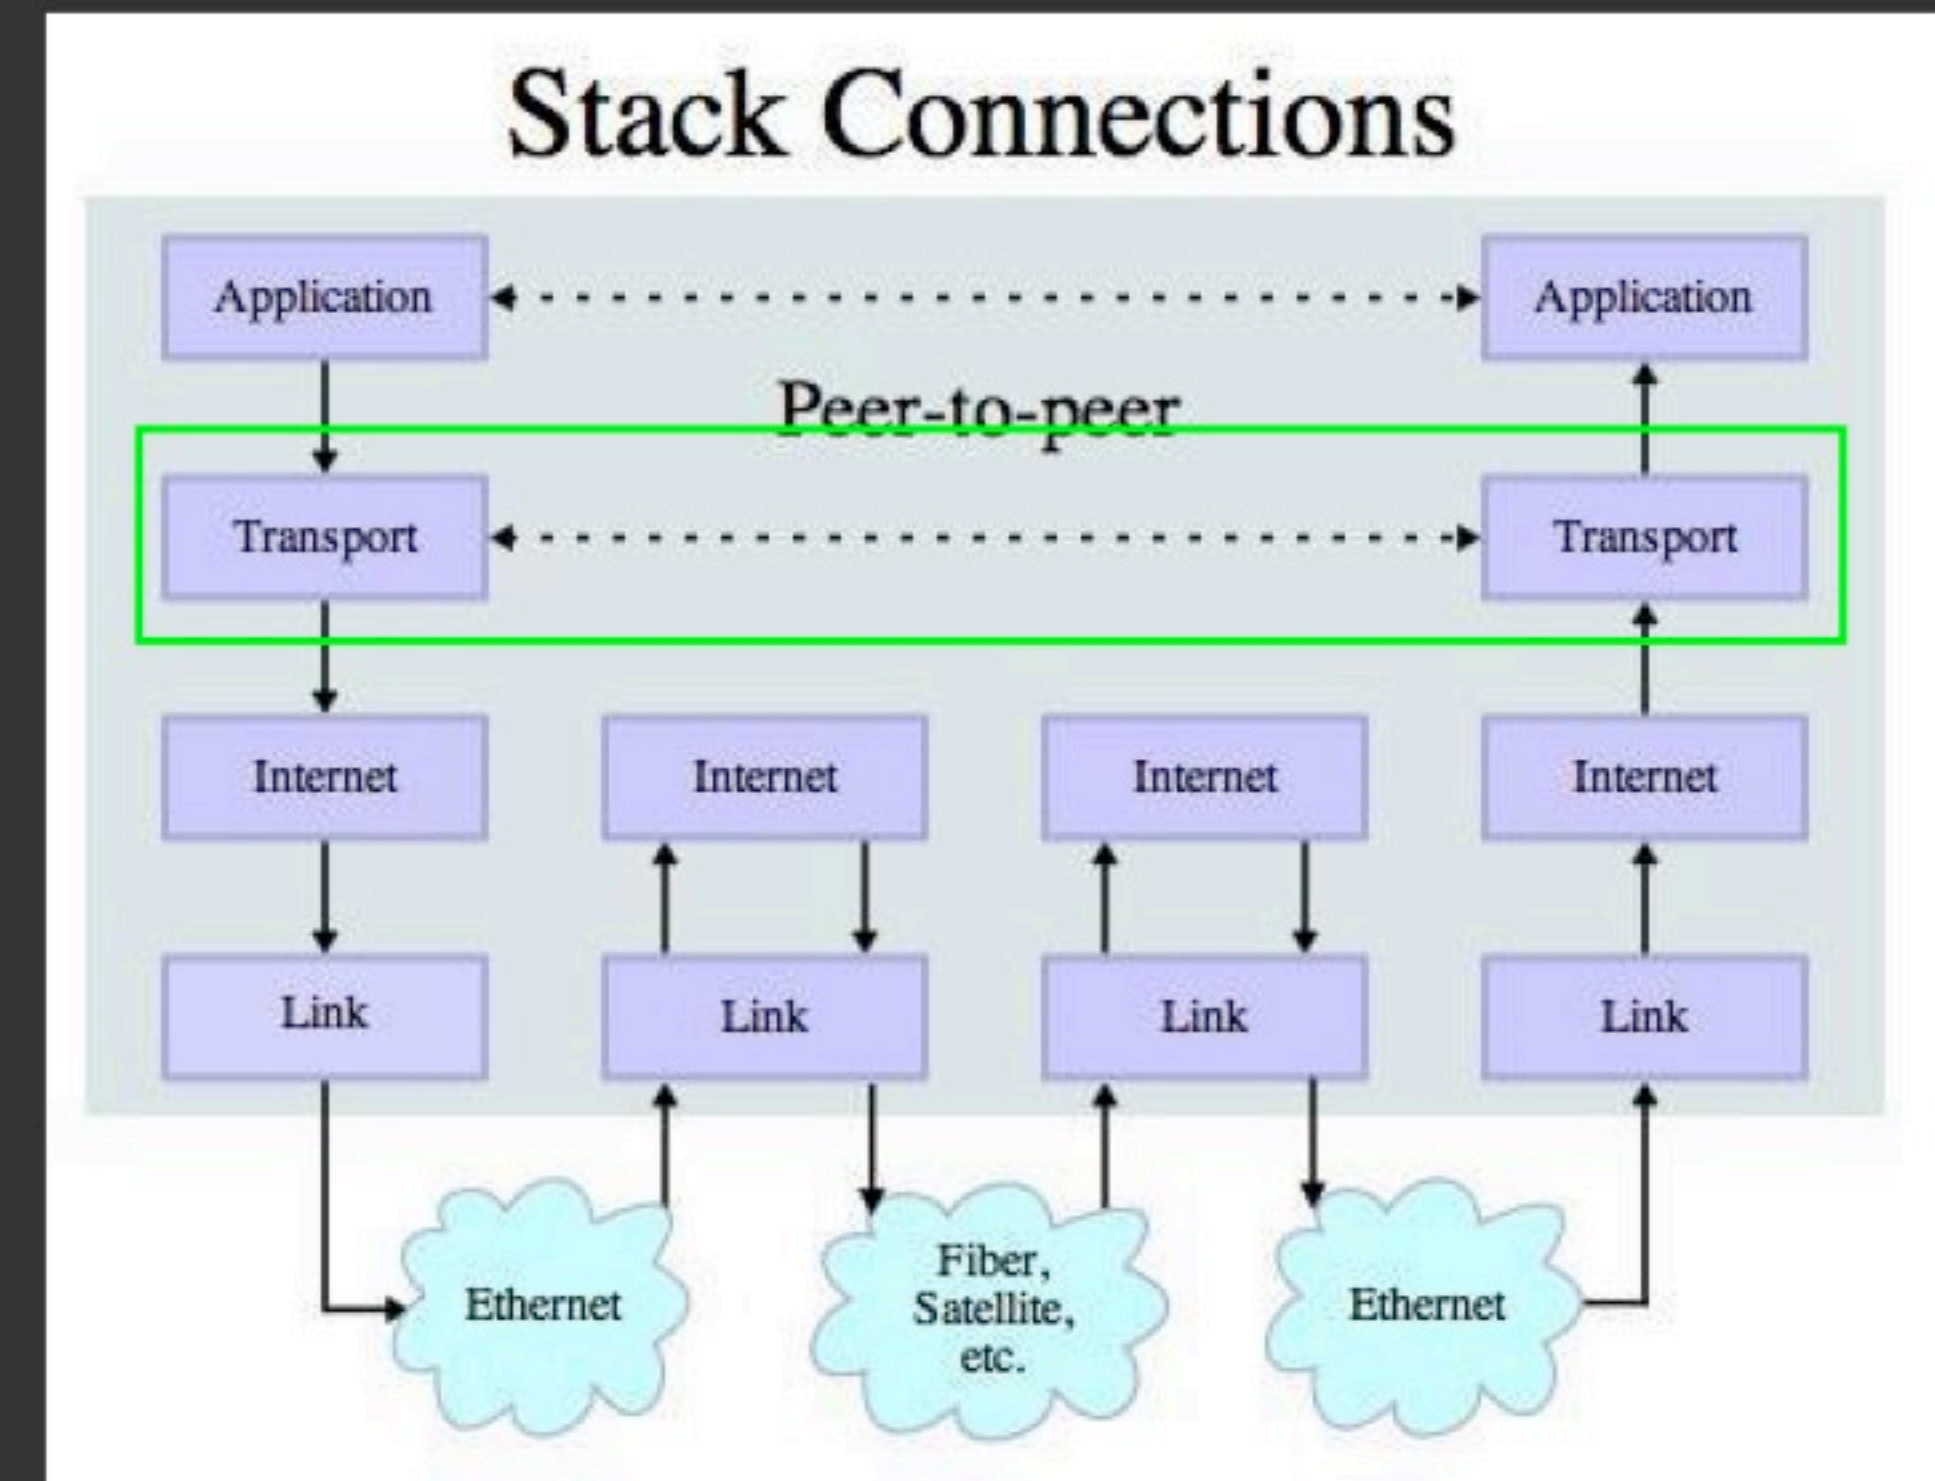 Stack Connections
Application
Application
Peer-to-peer
Transport
Transport
Internet
Internet
Internet
Internet
Link
Link
Link
Link
Ethernet
Fiber,
Satellite,
etc.
Ethernet